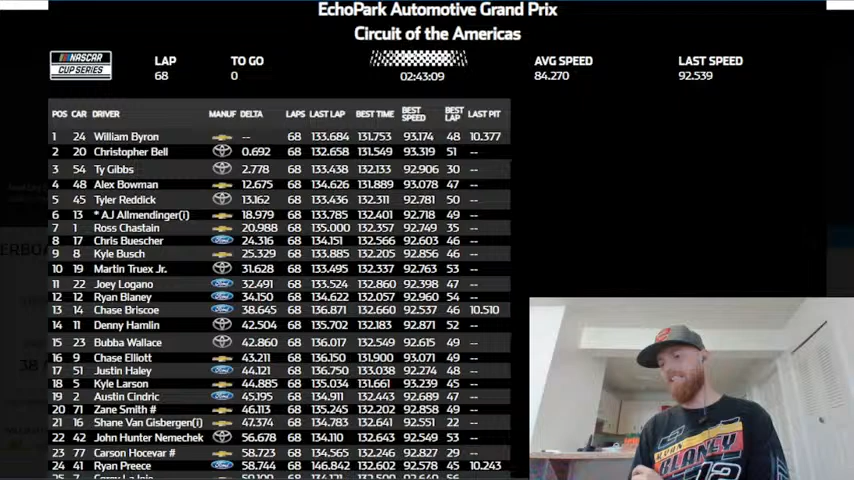 EchoPark Automotive Grand Prix
Circuit of the Americas
NASCAR CUP SERIES
LAP 68
TO GO 0
02:43:09
AVG SPEED 84.270
LAST SPEED 92.539
POS CAR DRIVER MANUF DELTA LAPS LAST LAP BEST TIME BEST SPEED BEST LAP LAST PIT
1 24 William Byron -- 68 133.684 131.753 93.174 48 10.377
2 20 Christopher Bell 0.692 68 132.658 131.549 93.319 51 --
3 54 Ty Gibbs 2.778 68 133.438 132.133 92.906 30 --
4 48 Alex Bowman 12.675 68 134.626 131.889 93.078 47 --
5 45 Tyler Reddick 13.162 68 133.436 132.311 92.781 50 --
6 13 * AJ Allmendinger(i) 18.979 68 133.785 132.401 92.718 49 --
7 1 Ross Chastain 20.988 68 135.000 132.357 92.749 35 --
8 17 Chris Buescher 24.316 68 134.151 132.566 92.603 46 --
9 8 Kyle Busch 25.329 68 133.885 132.205 92.856 46 --
10 19 Martin Truex Jr. 31.628 68 133.495 132.337 92.763 53 --
11 22 Joey Logano 32.491 68 133.524 132.860 92.398 47 --
12 12 Ryan Blaney 34.150 68 134.622 132.057 92.960 54 --
13 14 Chase Briscoe 38.645 68 136.871 132.660 92.537 46 10.510
14 11 Denny Hamlin 42.504 68 135.702 132.183 92.871 52 --
15 23 Bubba Wallace 42.860 68 136.017 132.549 92.615 49 --
16 9 Chase Elliott 43.211 68 136.150 131.900 93.071 49 --
17 51 Justin Haley 44.121 68 136.750 133.038 92.274 48 --
18 5 Kyle Larson 44.885 68 135.034 131.661 93.239 45 --
19 2 Austin Cindric 45.195 68 134.911 132.443 92.689 47 --
20 71 Zane Smith # 46.113 68 135.245 132.202 92.858 49 --
21 16 Shane Van Gisbergen(i) 47.374 68 134.783 132.641 92.551 22 --
22 42 John Hunter Nemechek 56.678 68 134.110 132.643 92.549 53 --
23 77 Carson Hocevar # 58.723 68 134.565 132.246 92.827 29 --
24 41 Ryan Preece 58.744 68 146.842 132.602 92.578 45 10.243
RYAN
BLANEY
12